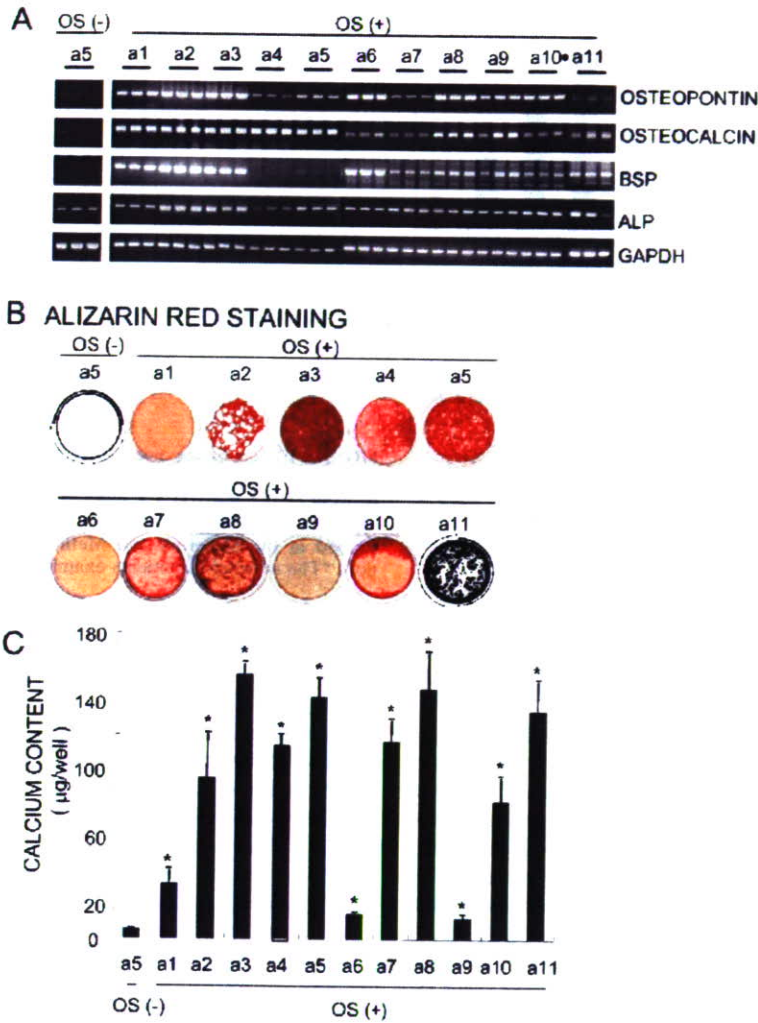 A
OS (-) OS (+)
a5 a1 a2 a3 a4 a5 a6 a7 a8 a9 a10• a11
OSTEOPONTIN
OSTEOCALCIN
BSP
ALP
GAPDH
B ALIZARIN RED STAINING
OS (-) OS (+)
a5 a1 a2 a3 a4 a5
OS (+)
a6 a7 a8 a9 a10 a11
C
CALCIUM CONTENT
( µg/well )
180
140
100
60
20
0
* * * * * * * * * * *
a5 a1 a2 a3 a4 a5 a6 a7 a8 a9 a10 a11
OS (-) OS (+)